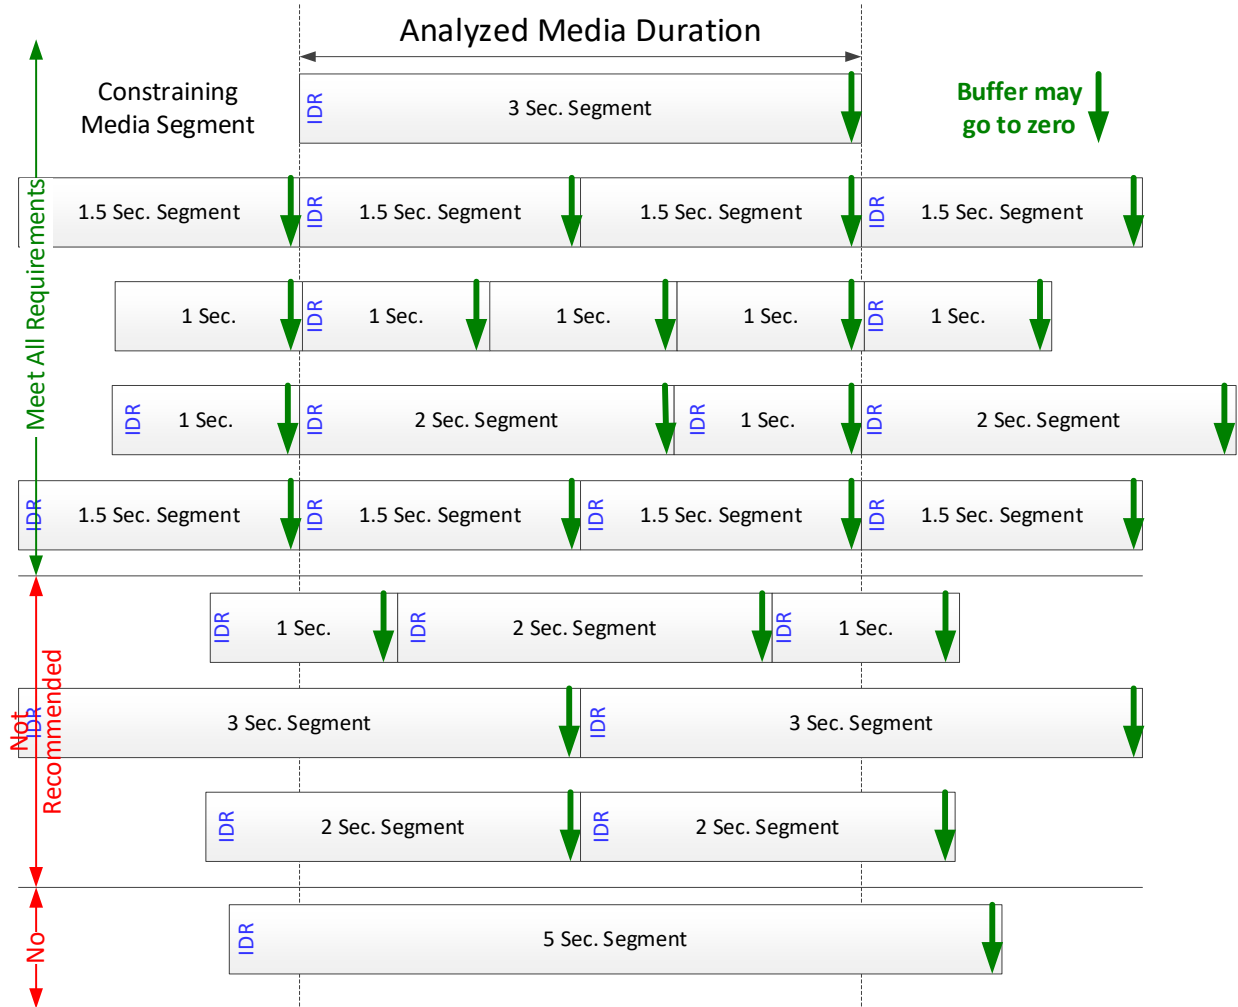 Analyzed Media Duration
Constraining
Media Segment
IDR
3 Sec. Segment
Buffer may
go to zero
Meet All Requirements
1.5 Sec. Segment
IDR
1.5 Sec. Segment
1.5 Sec. Segment
IDR
1.5 Sec. Segment
1 Sec.
IDR
1 Sec.
1 Sec.
1 Sec.
IDR
1 Sec.
IDR
1 Sec.
IDR
2 Sec. Segment
IDR
1 Sec.
IDR
2 Sec. Segment
IDR
1.5 Sec. Segment
IDR
1.5 Sec. Segment
IDR
1.5 Sec. Segment
IDR
1.5 Sec. Segment
Not
Recommended
IDR
1 Sec.
IDR
2 Sec. Segment
IDR
1 Sec.
IDR
3 Sec. Segment
IDR
3 Sec. Segment
IDR
2 Sec. Segment
IDR
2 Sec. Segment
No
IDR
5 Sec. Segment